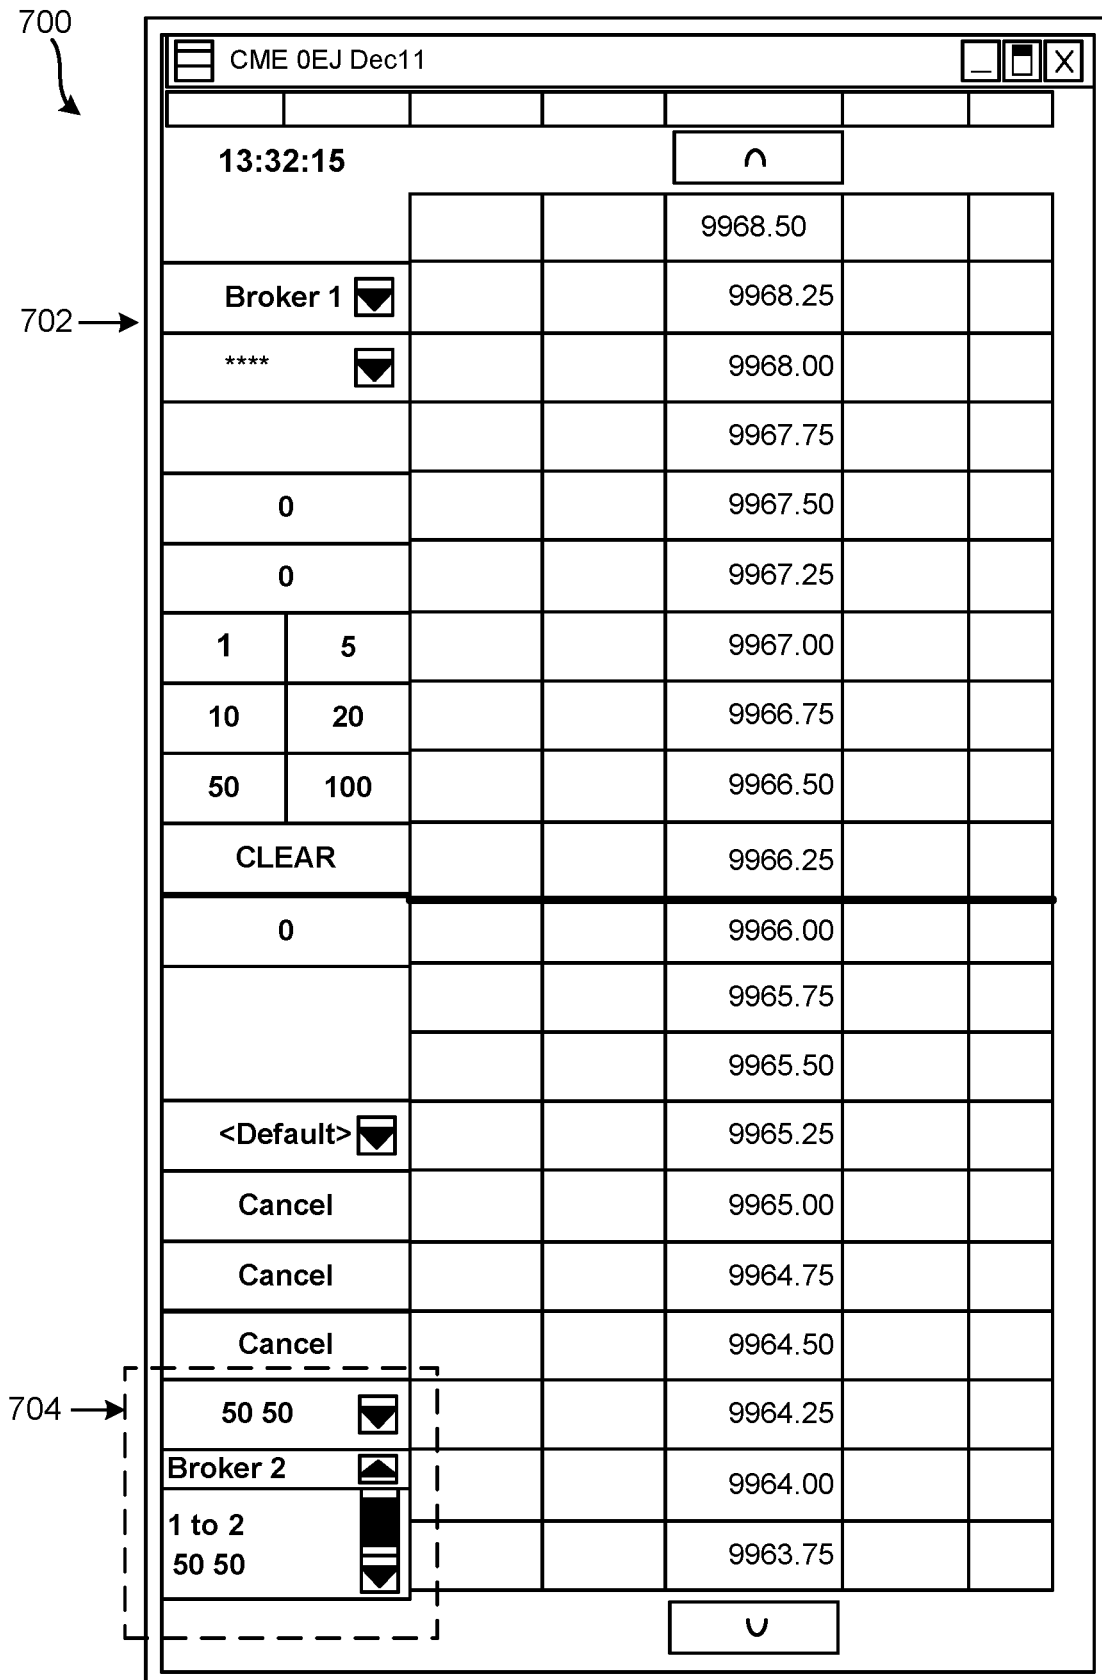 700
CME 0EJ Dec11
_ X
13:32:15
9968.50
Broker 1 9968.25
702
**** 9968.00
9967.75
0 9967.50
0 9967.25
1 5 9967.00
10 20 9966.75
50 100 9966.50
CLEAR 9966.25
0 9966.00
9965.75
9965.50
<Default> 9965.25
Cancel 9965.00
Cancel 9964.75
Cancel 9964.50
704 50 50 9964.25
Broker 2 9964.00
1 to 2
50 50 9963.75